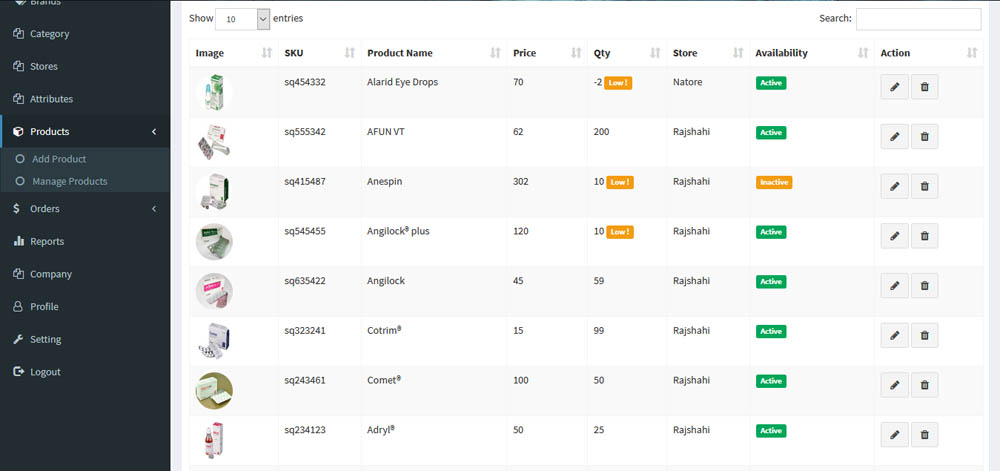 Brands
Category
Stores
Attributes
Products
Add Product
Manage Products
Orders
Reports
Company
Profile
Setting
Logout
Show 10 entries Search:
Image SKU Product Name Price Qty Store Availability Action
sq454332 Alarid Eye Drops 70 -2 Low ! Natore Active
sq555342 AFUN VT 62 200 Rajshahi Active
sq415487 Anespin 302 10 Low ! Rajshahi Inactive
sq545455 Angilock® plus 120 10 Low ! Rajshahi Active
sq635422 Angilock 45 59 Rajshahi Active
sq323241 Cotrim® 15 99 Rajshahi Active
sq243461 Comet® 100 50 Rajshahi Active
sq234123 Adryl® 50 25 Rajshahi Active